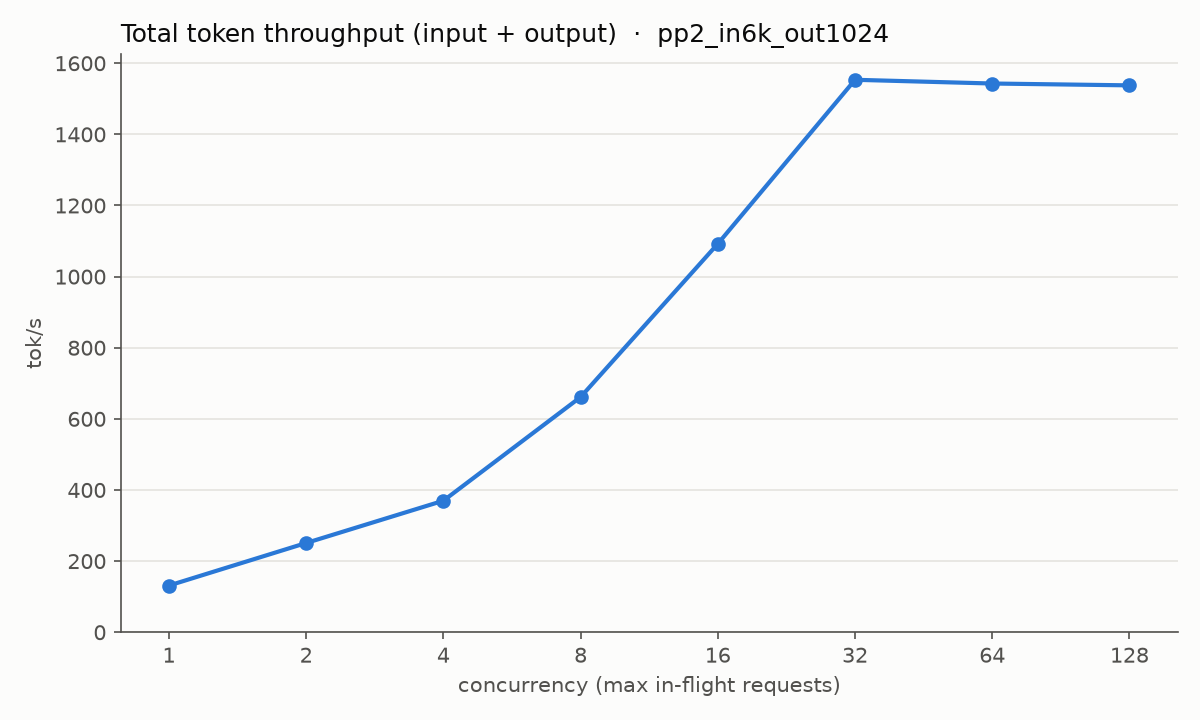 Total token throughput (input + output)  ·  pp2_in6k_out1024
1600
1400
1200
1000
800
600
400
200
0
tok/s
1 2 4 8 16 32 64 128
concurrency (max in-flight requests)